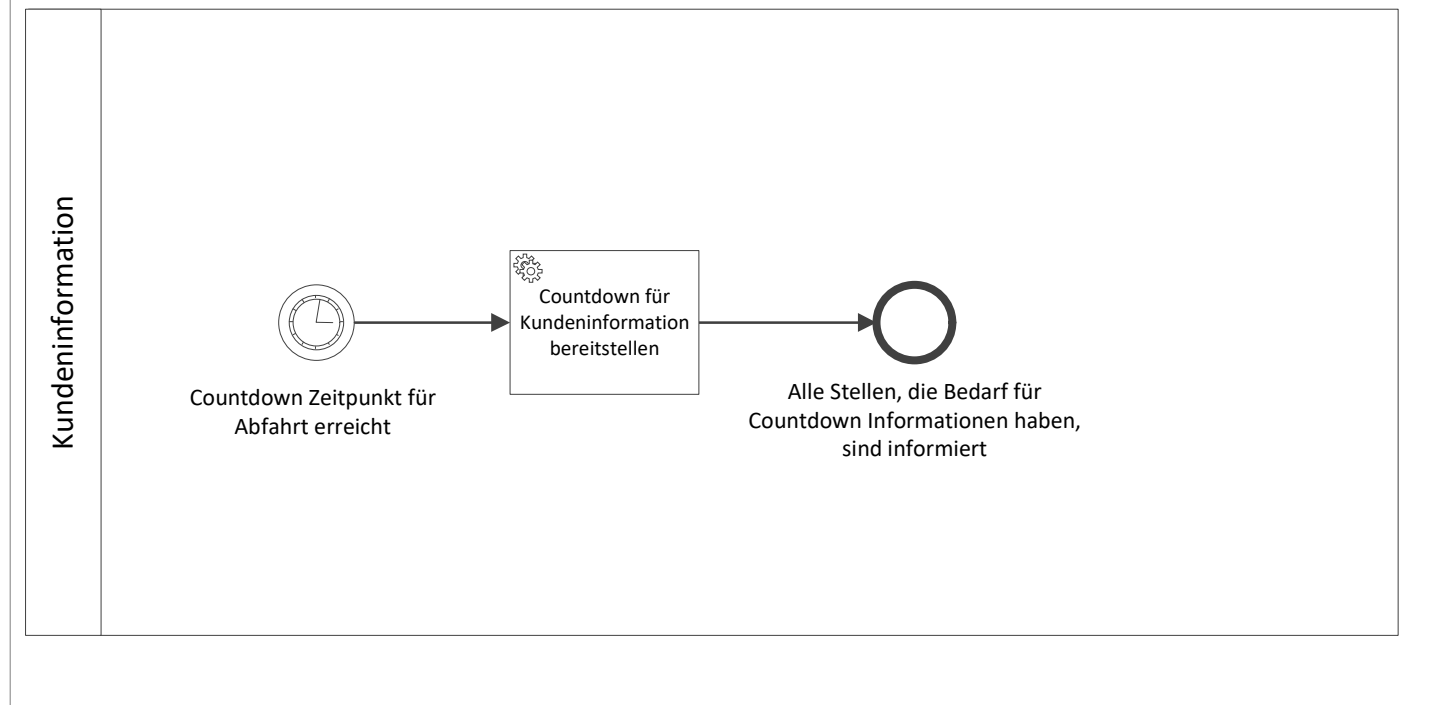 Kundeninformation
Countdown Zeitpunkt für
Abfahrt erreicht
Countdown für
Kundeninformation
bereitstellen
Alle Stellen, die Bedarf für
Countdown Informationen haben,
sind informiert